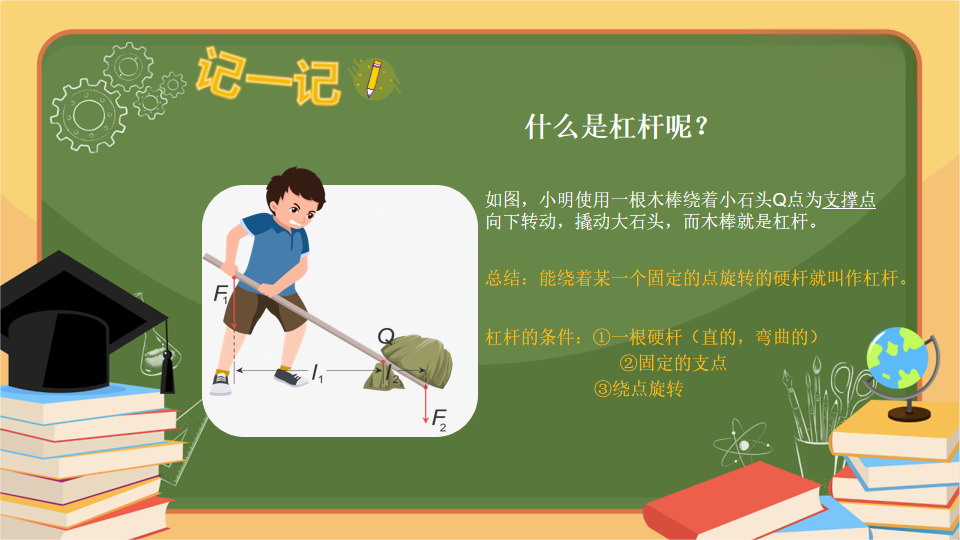 记一记
什么是杠杆呢？
如图，小明使用一根木棒绕着小石头Q点为支撑点
向下转动，撬动大石头，而木棒就是杠杆。
总结：能绕着某一个固定的点旋转的硬杆就叫作杠杆。
杠杆的条件：①一根硬杆（直的，弯曲的）
②固定的支点
③绕点旋转
F1
Q
l1
l2
F2